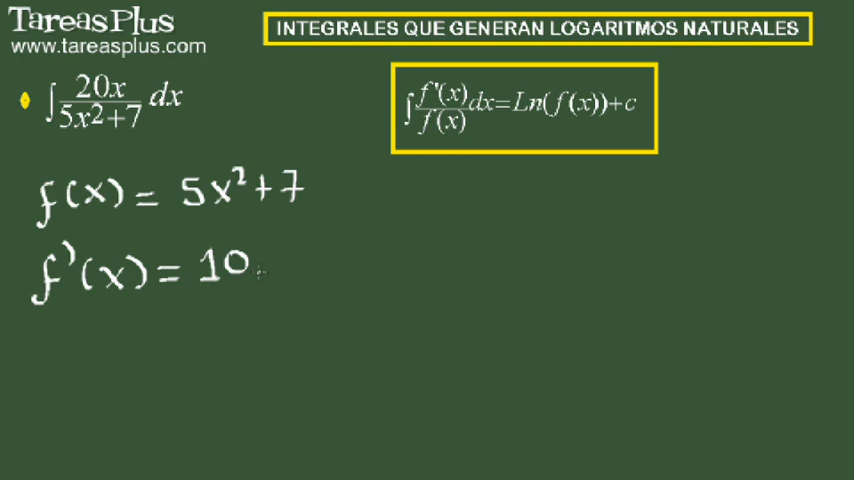 TareasPlus
www.tareasplus.com
INTEGRALES QUE GENERAN LOGARITMOS NATURALES
∫ 20x/(5x²+7) dx
∫ f'(x)/f(x) dx=Ln(f(x))+c
f(x) = 5x²+7
f'(x) = 10